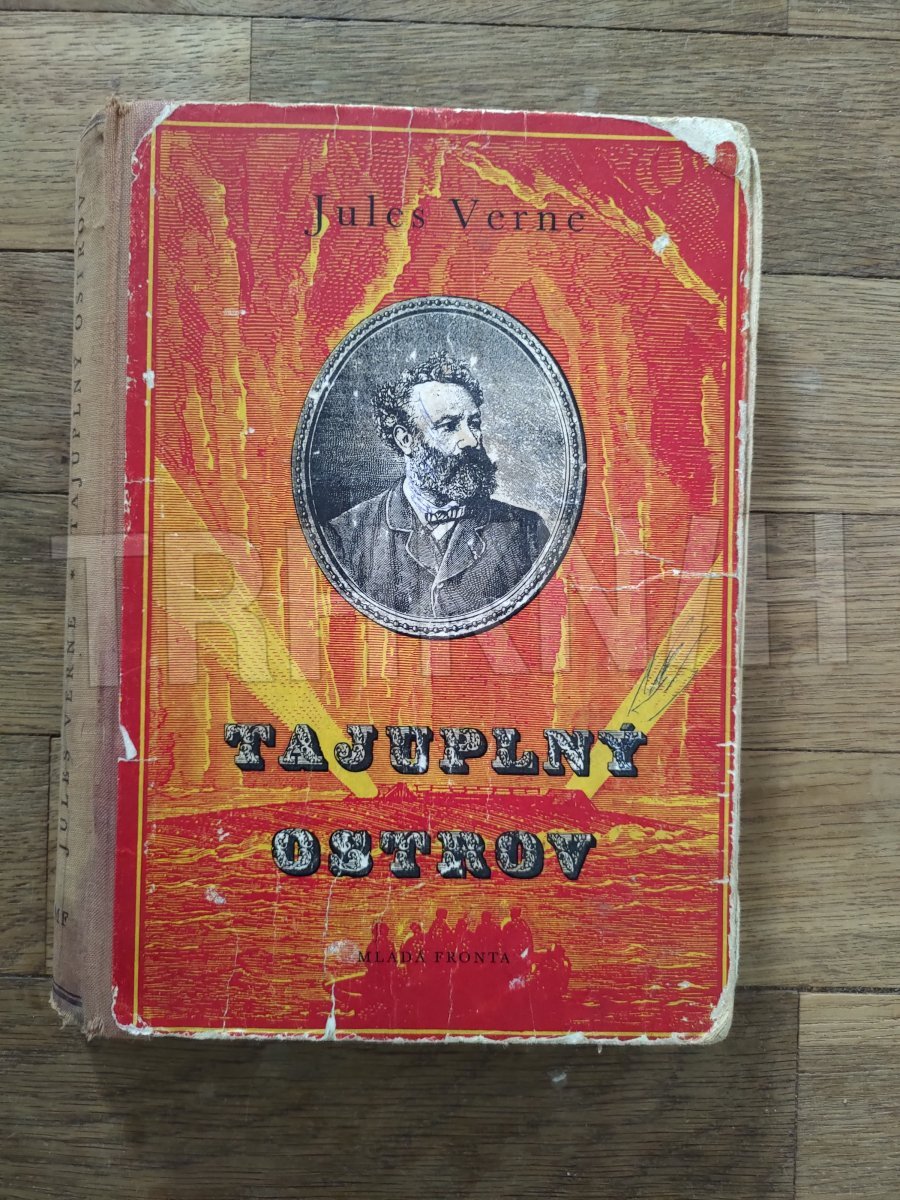 Jules Verne
TAJUPLNÝ
OSTROV
MLADÁ FRONTA
JULES VERNE * TAJUPLNÝ OSTROV